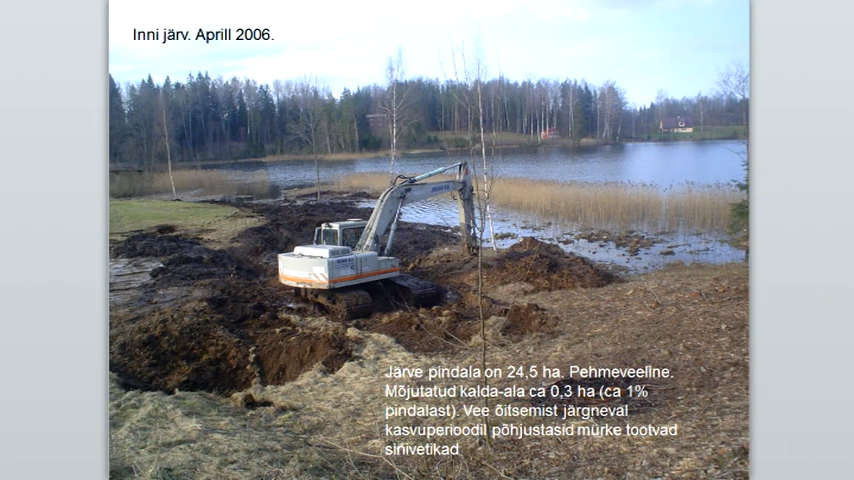 Inni järv. Aprill 2006.
Järve pindala on 24,5 ha. Pehmeveeline.
Mõjutatud kalda-ala ca 0,3 ha (ca 1%
pindalast). Vee õitsemist järgneval
kasvuperioodil põhjustasid mürke tootvad
sinivetikad